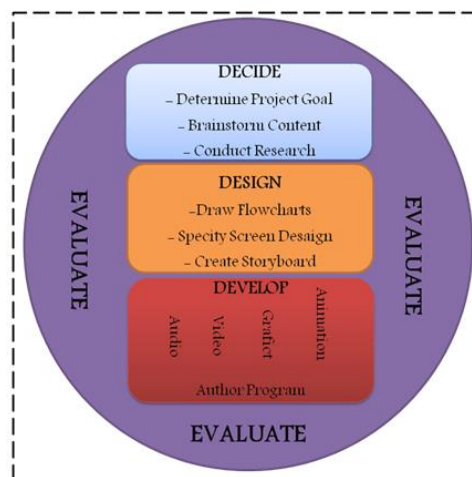 DECIDE
– Determine Project Goal
– Brainstorm Content
– Conduct Research
DESIGN
–Draw Flowcharts
– Specity Screen Desaign
– Create Storyboard
DEVELOP
Audio
Video
Grafict
Animation
Author Program
EVALUATE
EVALUATE
EVALUATE